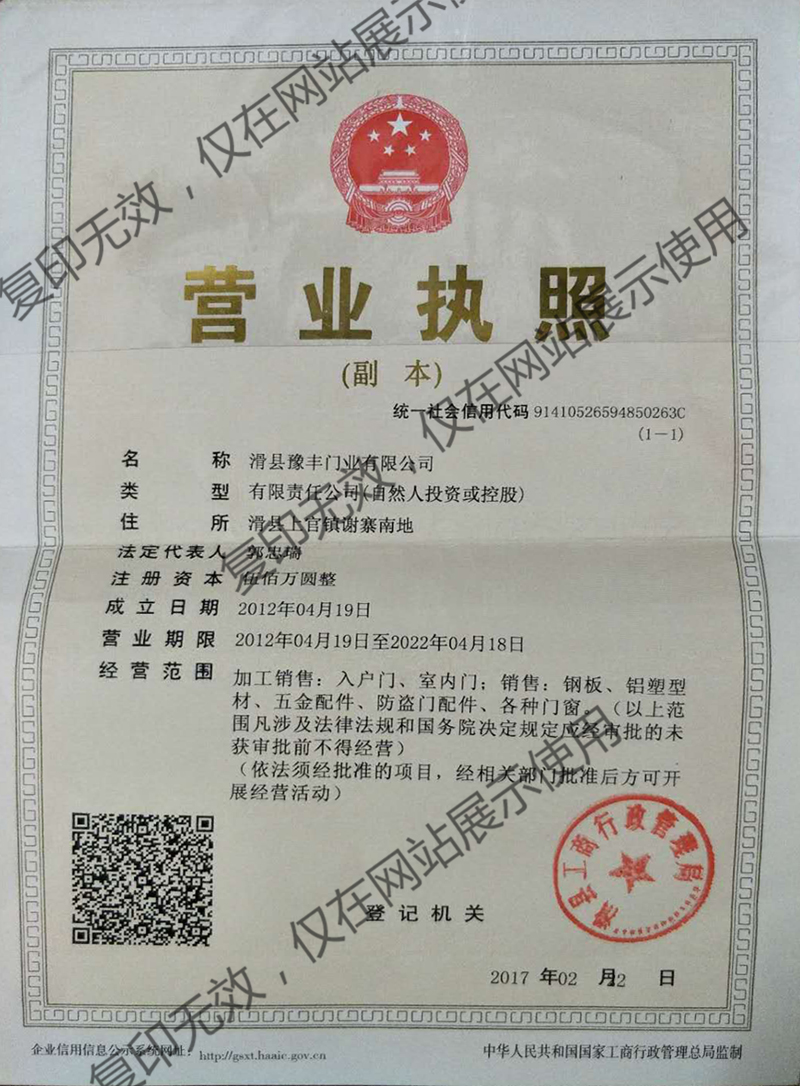 复印无效，仅在网站展示使用
营业执照
(副 本)
统一社会信用代码 91410526594850263C
(1-1)
名 称 滑县豫丰门业有限公司
类 型 有限责任公司(自然人投资或控股)
住 所 滑县上官镇谢寨南地
法定代表人 郭忠瑞
注册资本 伍佰万圆整
成立日期 2012年04月19日
营业期限 2012年04月19日至2022年04月18日
经营范围 加工销售：入户门、室内门；销售：钢板、铝塑型
材、五金配件、防盗门配件、各种门窗。（以上范
围凡涉及法律法规和国务院决定规定应经审批的未
获审批前不得经营）
（依法须经批准的项目，经相关部门批准后方可开
展经营活动）
复印无效，仅在网站展示使用
滑县工商行政管理局
登记机关
2017 年02 月22 日
复印无效，仅在网站展示使用
企业信用信息公示系统网址： http://gsxt.haaic.gov.cn
中华人民共和国国家工商行政管理总局监制